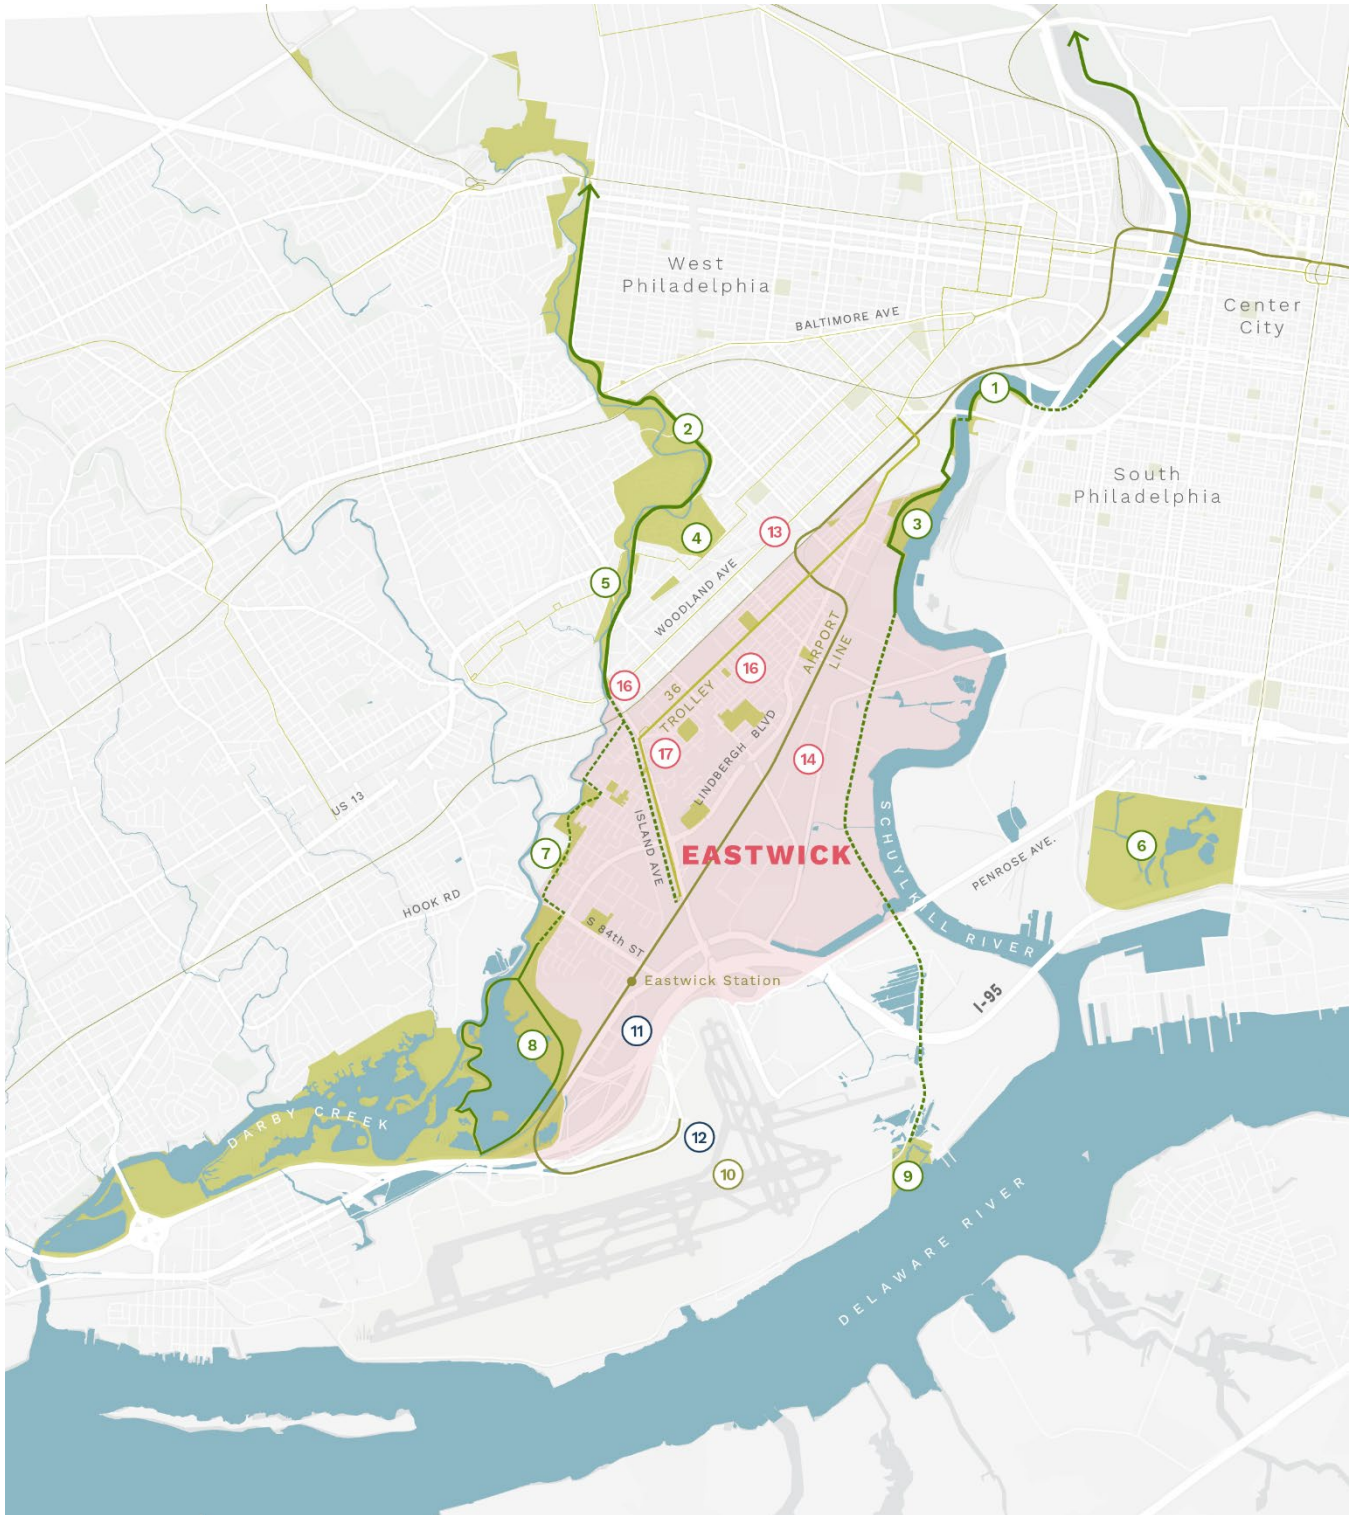 West
Philadelphia
Center
City
BALTIMORE AVE
1
2
South
Philadelphia
3
13
4
5
WOODLAND AVE
AIRPORT
LINE
16
16
36
TROLLEY
17
LINDBERGH BLVD
14
US 13
ISLAND AVE
SCHUYLKILL RIVER
6
7
EASTWICK
PENROSE AVE.
HOOK RD
S 84th ST
Eastwick Station
I-95
11
8
DARBY CREEK
12
10
9
DELAWARE RIVER